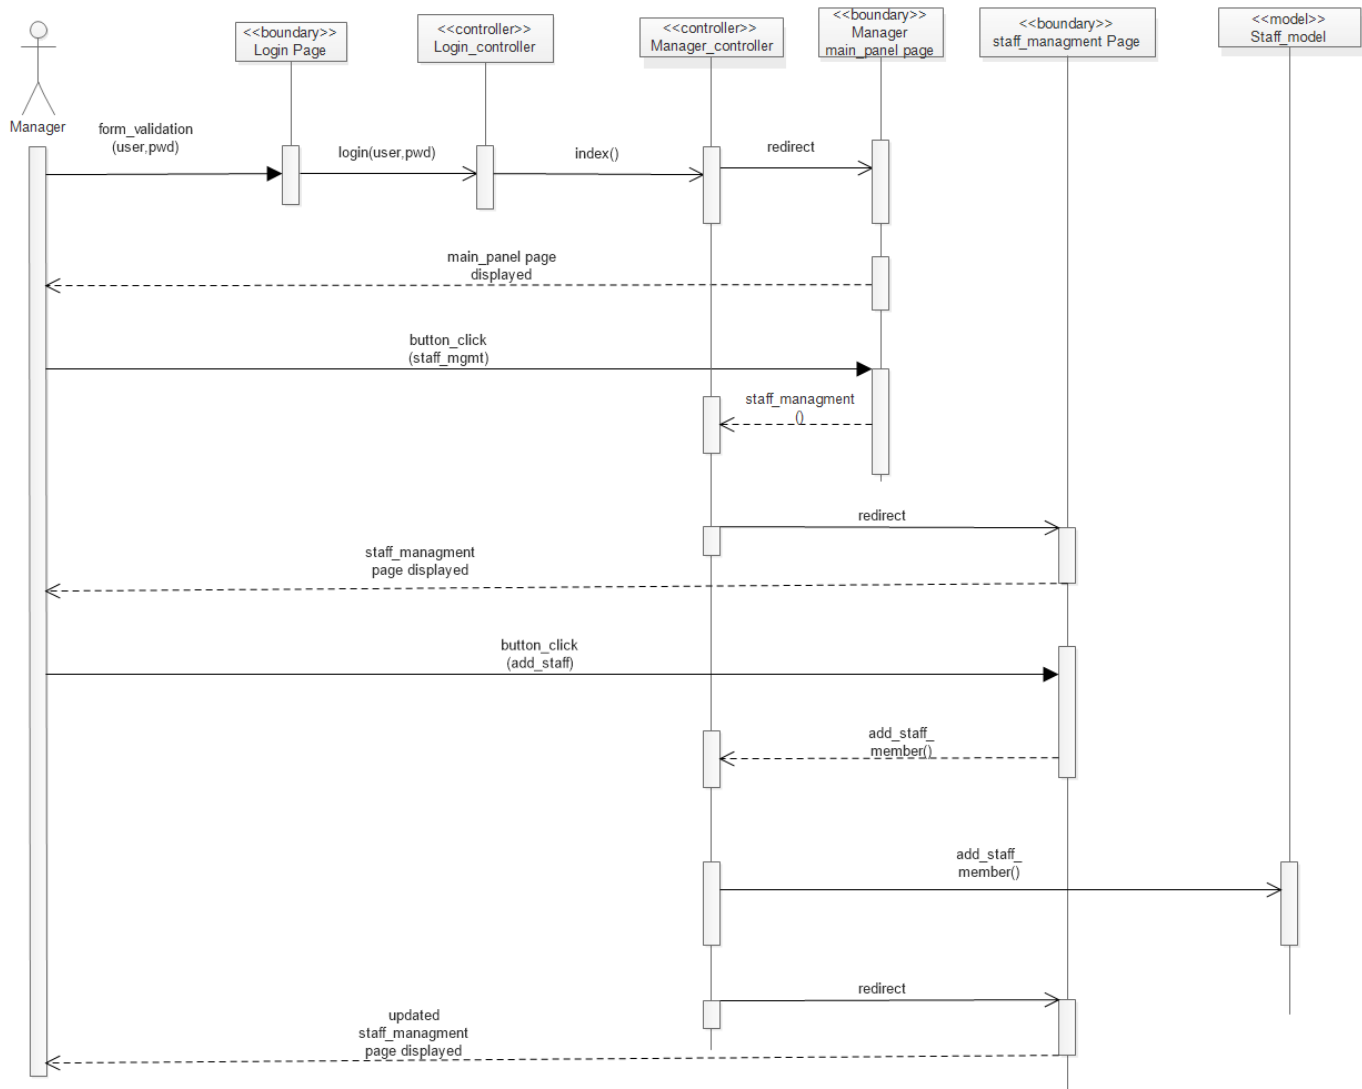 <<boundary>>
Login Page
<<controller>>
Login_controller
<<controller>>
Manager_controller
<<boundary>>
Manager
main_panel page
<<boundary>>
staff_managment Page
<<model>>
Staff_model
Manager
form_validation
(user,pwd)
login(user,pwd)
index()
redirect
main_panel page
displayed
button_click
(staff_mgmt)
staff_managment
()
redirect
staff_managment
page displayed
button_click
(add_staff)
add_staff_
member()
add_staff_
member()
redirect
updated
staff_managment
page displayed